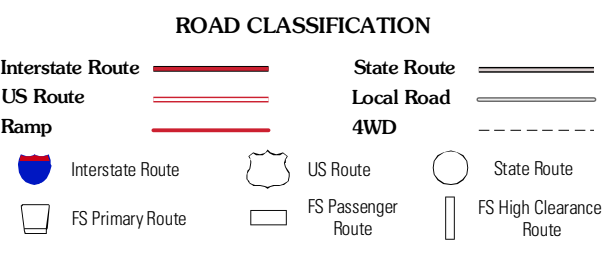 ROAD CLASSIFICATION
Interstate Route
State Route
US Route
Local Road
Ramp
4WD
Interstate Route
US Route
State Route
FS Primary Route
FS Passenger
Route
FS High Clearance
Route